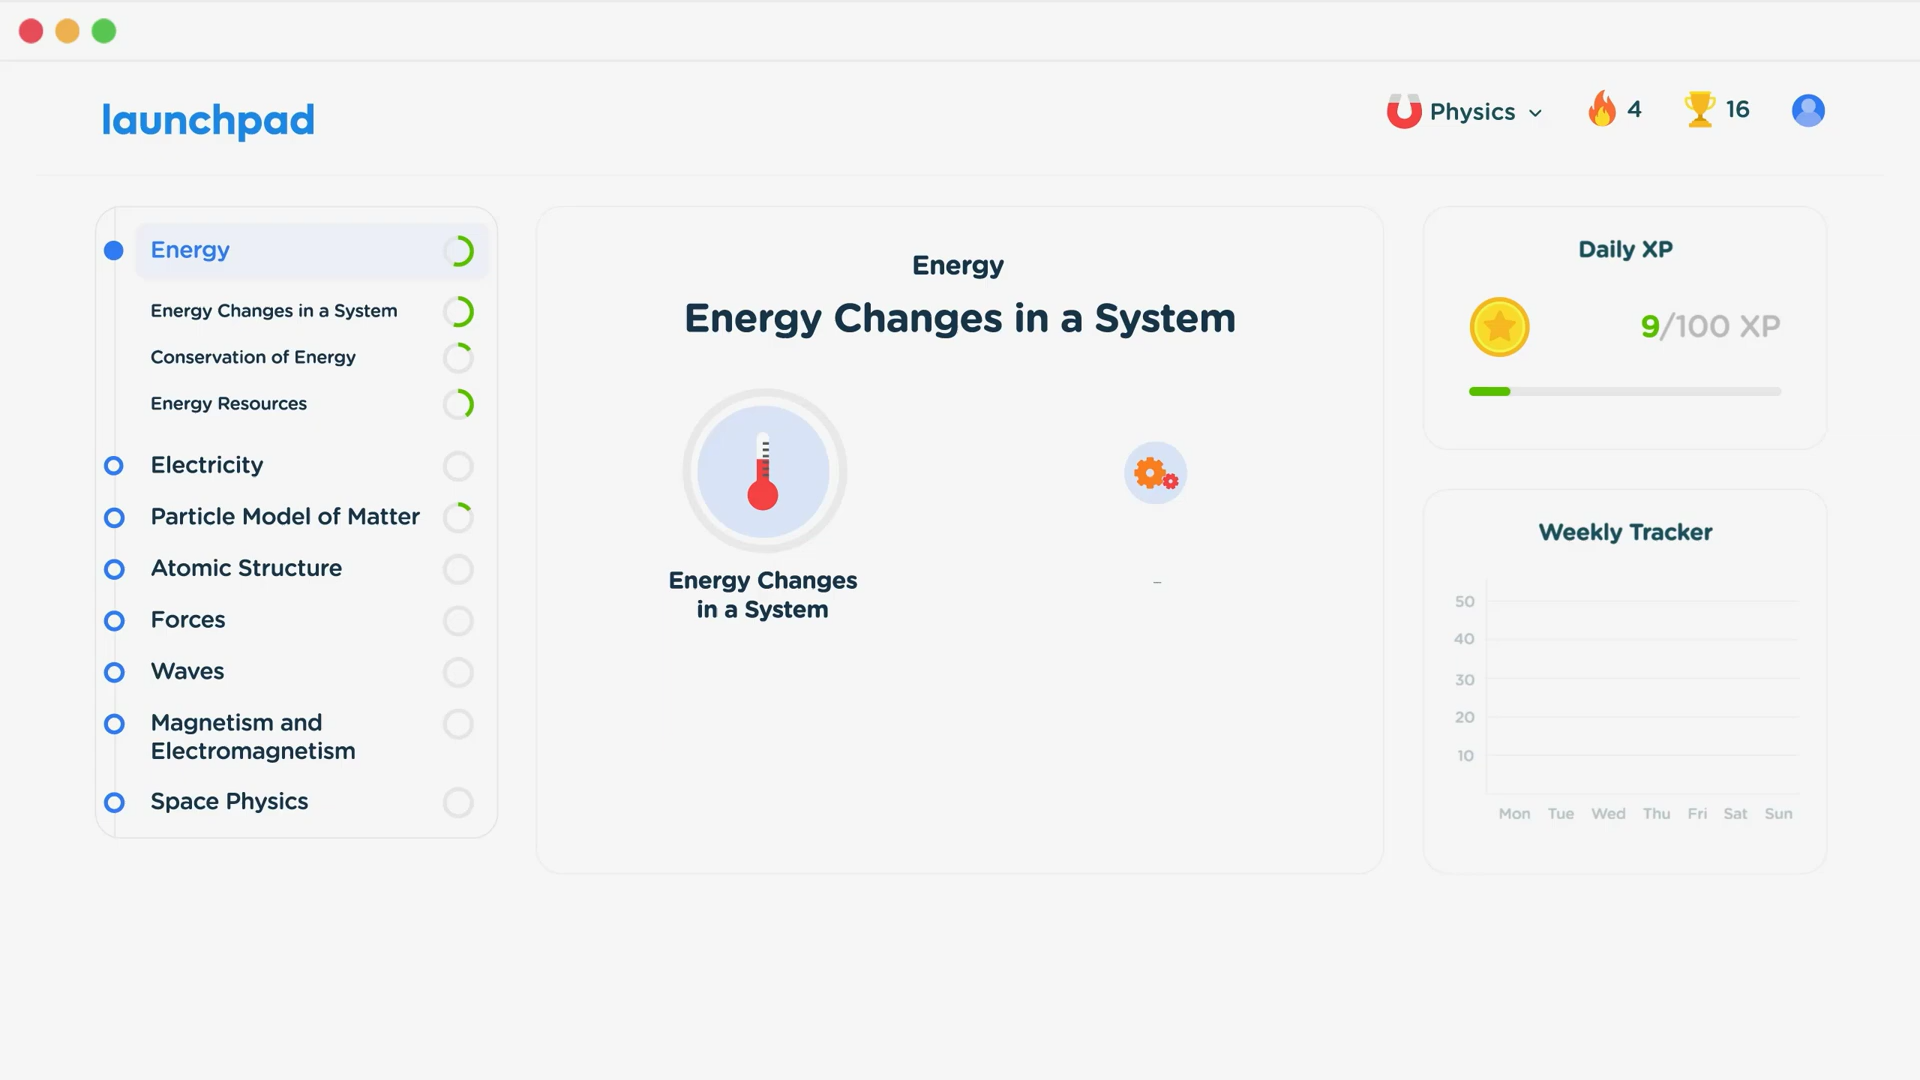 launchpad
Physics
4
16
Energy
Energy Changes in a System
Conservation of Energy
Energy Resources
Electricity
Particle Model of Matter
Atomic Structure
Forces
Waves
Magnetism and
Electromagnetism
Space Physics
Energy
Energy Changes in a System
Energy Changes
in a System
Daily XP
9/100 XP
Weekly Tracker
50
40
30
20
10
Mon Tue Wed Thu Fri Sat Sun